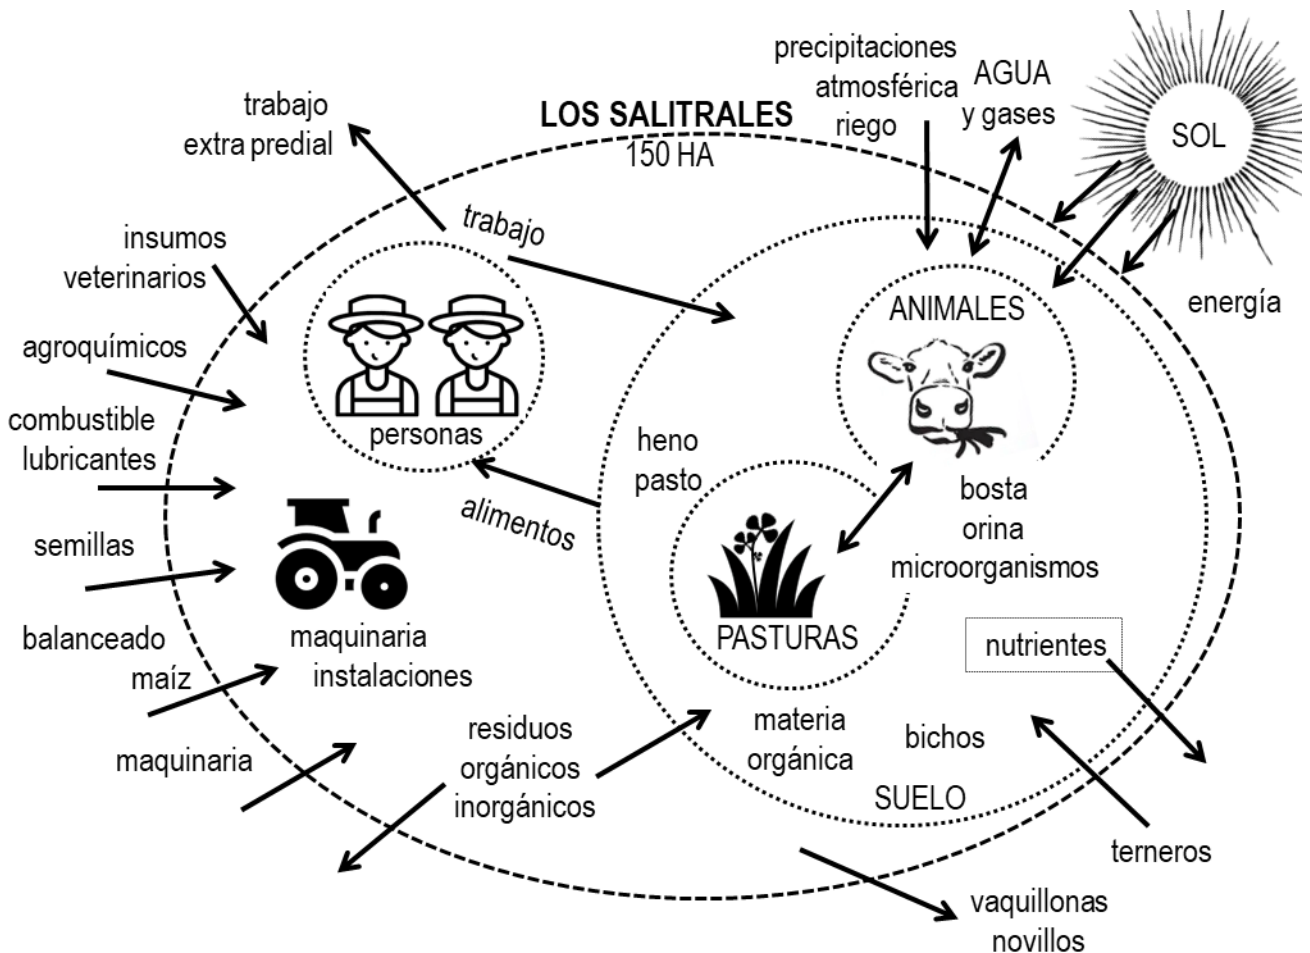 precipitaciones
atmosférica
riego
AGUA
y gases
SOL
trabajo
extra predial
LOS SALITRALES
150 HA
trabajo
insumos
veterinarios
energía
ANIMALES
agroquímicos
combustible
lubricantes
personas
heno
pasto
bosta
orina
microorganismos
alimentos
semillas
balanceado
maíz
maquinaria
instalaciones
PASTURAS
nutrientes
maquinaria
residuos
orgánicos
inorgánicos
materia
orgánica
bichos
SUELO
terneros
vaquillonas
novillos